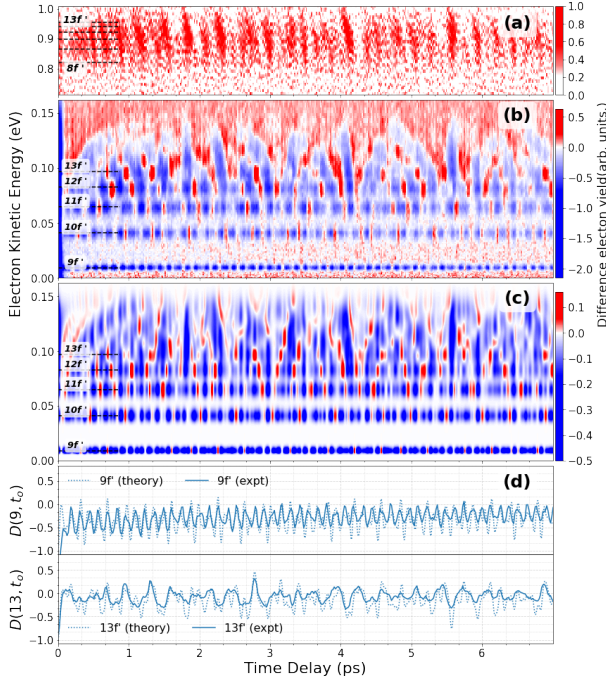 13f '
8f '
(a)
1.0
0.9
0.8
1.0
0.8
0.6
0.4
0.2
0.0
Electron Kinetic Energy (eV)
0.15
0.10
0.05
0.00
13f '
12f '
11f '
10f '
9f '
(b)
0.0
−0.5
−1.0
−1.5
−2.0
Difference electon yield(arb. units.)
0.15
0.10
0.05
0.00
13f '
12f '
11f '
10f '
9f '
(c)
0.1
0.0
−0.1
−0.2
−0.3
−0.4
−0.5
D(9, tₒ)
0.5
0.0
−0.5
−1.0
9f' (theory) 9f' (expt)
(d)
D(13, tₒ)
0.5
0.0
−0.5
−1.0
13f' (theory) 13f' (expt)
0 1 2 3 4 5 6
Time Delay (ps)